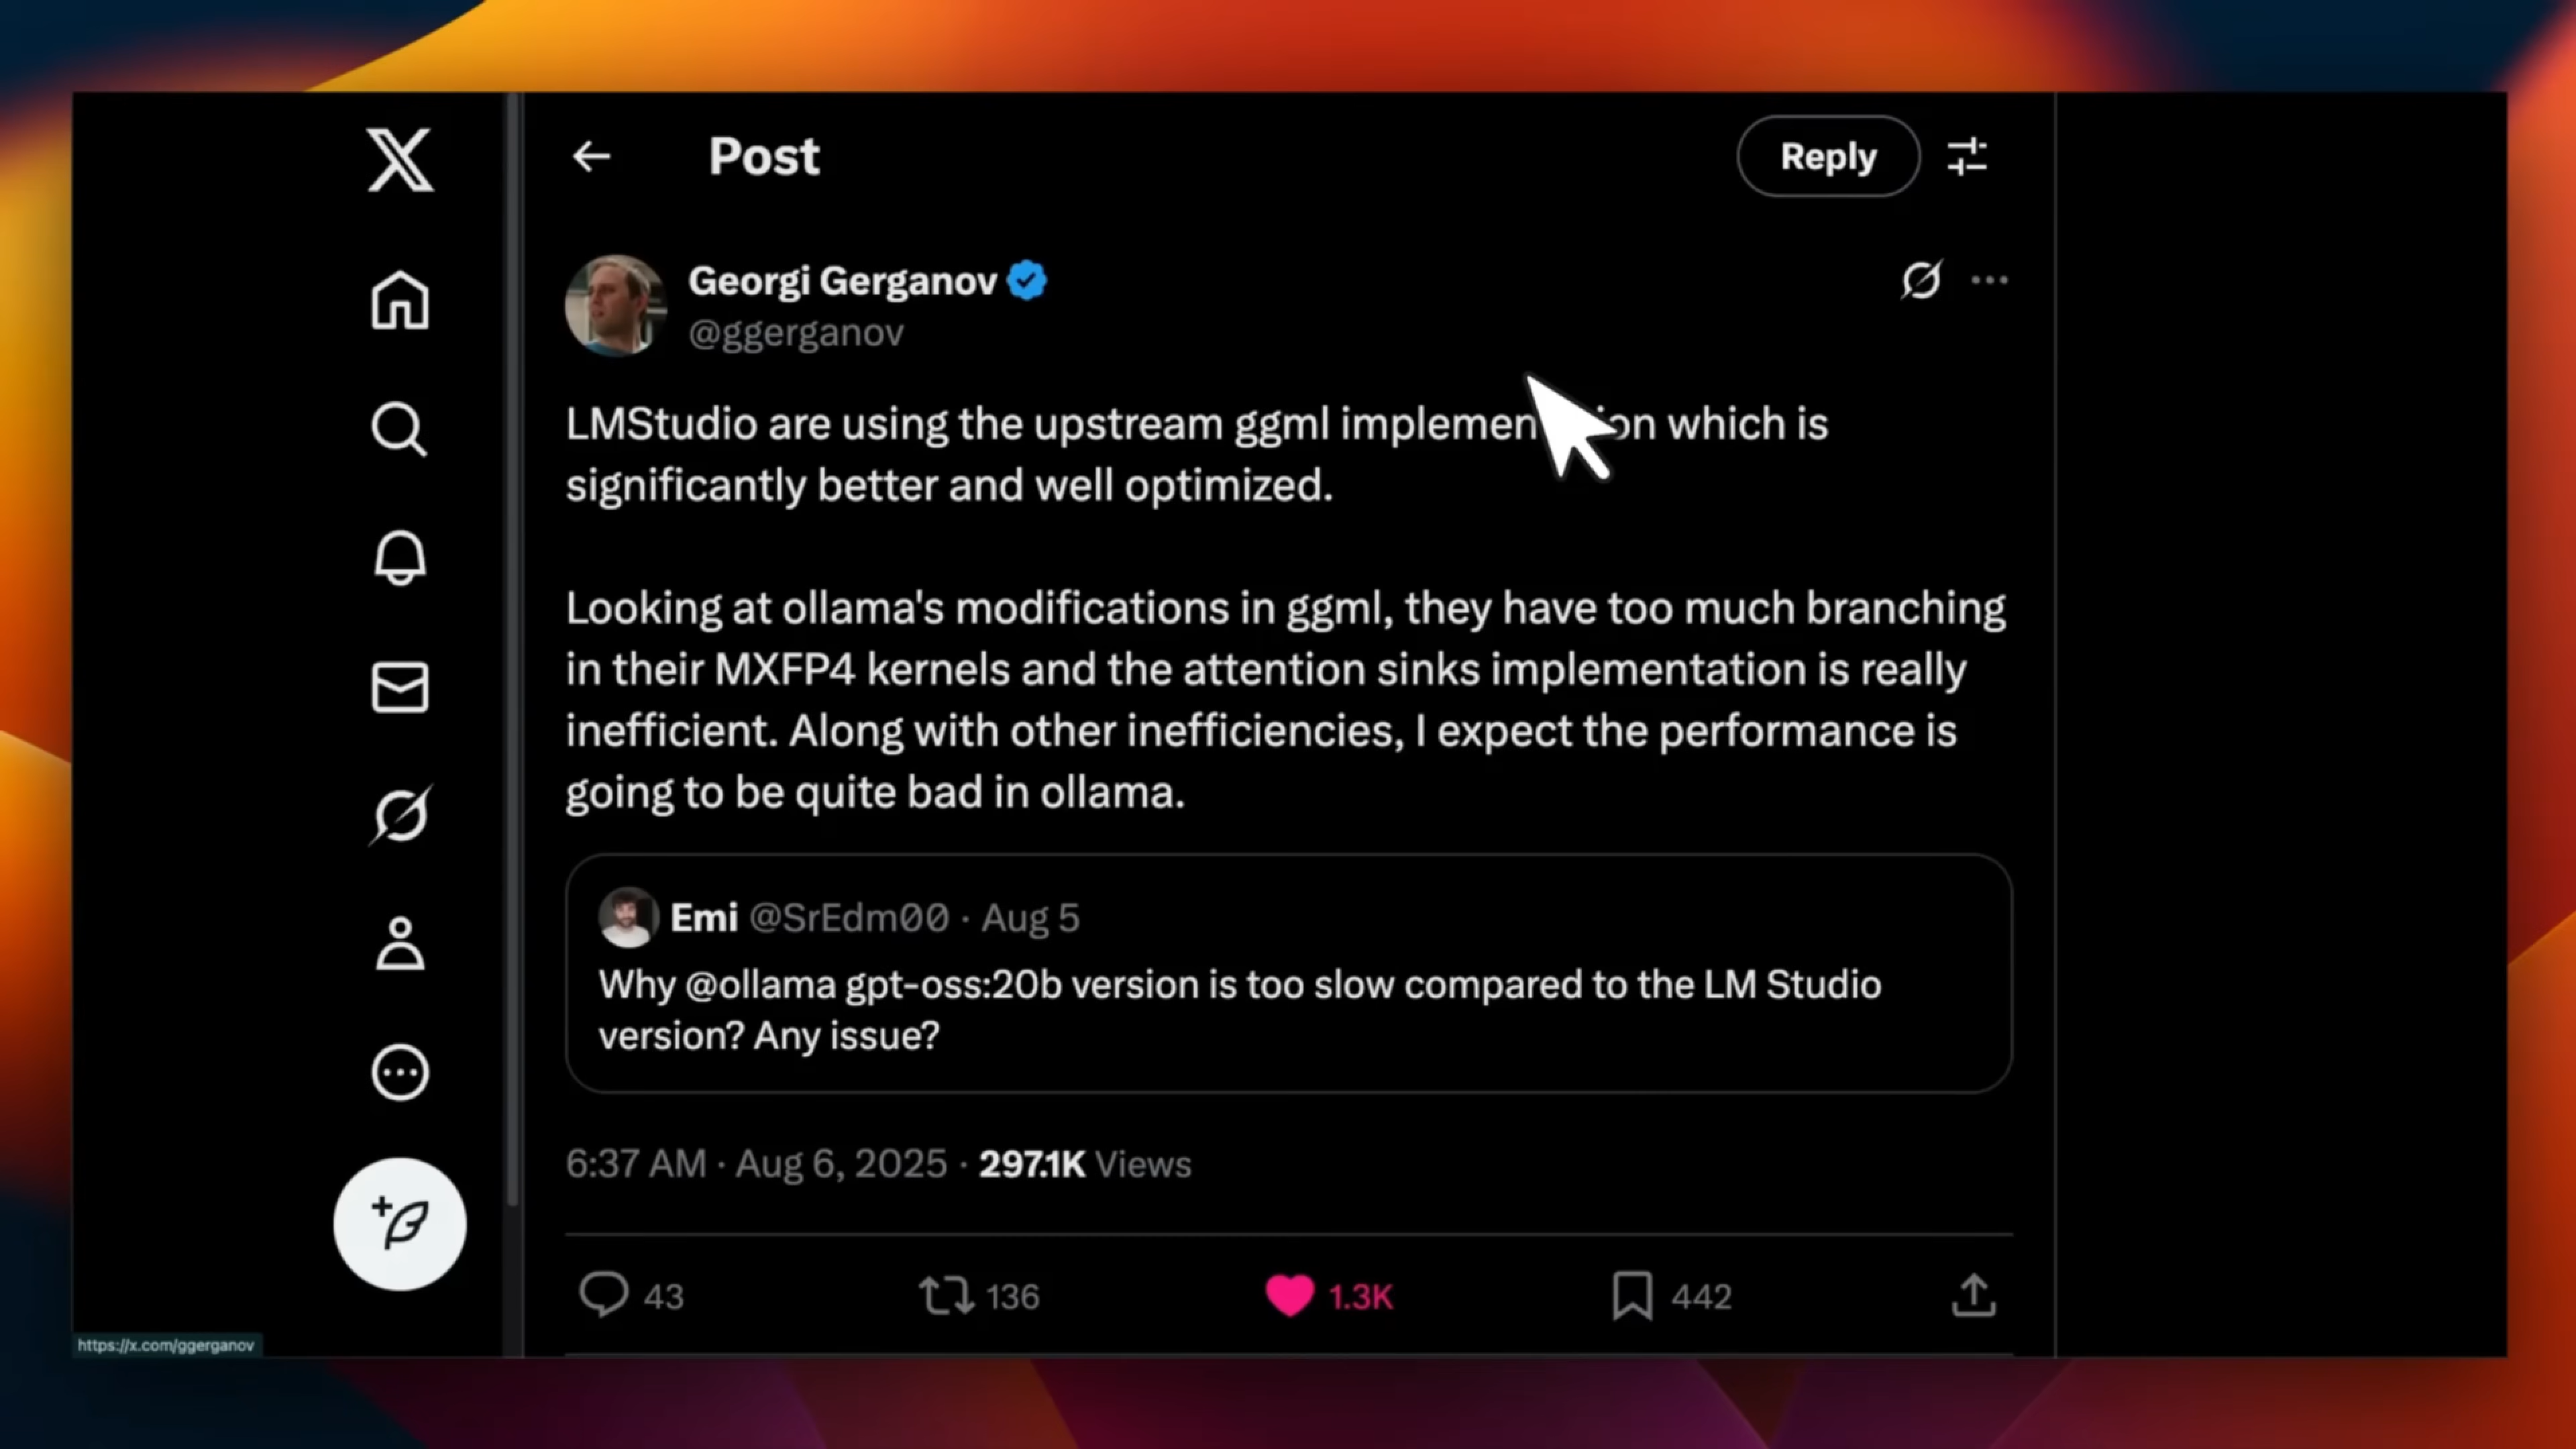 Post
Reply
Georgi Gerganov
@ggerganov
LMStudio are using the upstream ggml which is
significantly better and well optimized.
Looking at ollama's modifications in ggml, they have too much branching
in their MXFP4 kernels and the attention sinks implementation is really
inefficient. Along with other inefficiencies, I expect the performance is
going to be quite bad in ollama.
Emi @SrEdm00 · Aug 5
Why @ollama gpt-oss:20b version is too slow compared to the LM Studio
version? Any issue?
6:37 AM · Aug 6, 2025 · 297.1K Views
43 136 1.3K 442
https://x.com/ggerganov